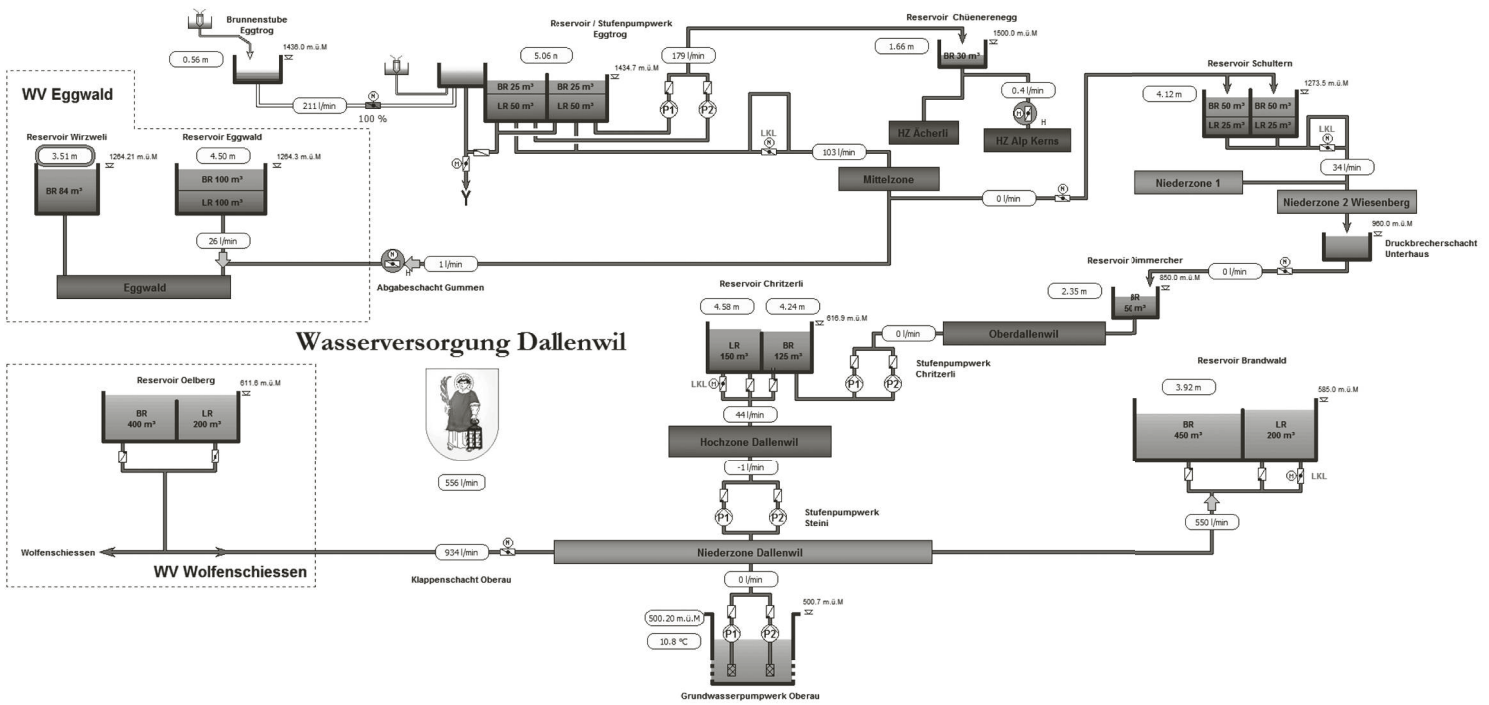 Brunnenstube
Eggtrog
1436.0 m.ü.M
0.56 m
211 l/min
100 %
Reservoir / Stufenpumpwerk
Eggtrog
5.06 m
1434.7 m.ü.M
BR 25 m³
BR 25 m³
LR 50 m³
LR 50 m³
179 l/min
P1
P2
M
Reservoir Chüenerenegg
1500.0 m.ü.M
1.66 m
BR 30 m³
0.4 l/min
M
H
HZ Ächerli
HZ Alp Kerns
LKL
103 l/min
Mittelzone
0 l/min
Reservoir Schultern
1273.5 m.ü.M
4.12 m
BR 50 m³
BR 50 m³
LR 25 m³
LR 25 m³
LKL
34 l/min
Niederzone 1
Niederzone 2 Wiesenberg
960.0 m.ü.M
Druckbrecherschacht
Unterhaus
0 l/min
WV Eggwald
Reservoir Wirzweli
3.51 m
1264.21 m.ü.M
BR 84 m³
Reservoir Eggwald
4.50 m
1264.3 m.ü.M
BR 100 m³
LR 100 m³
26 l/min
Eggwald
H
1 l/min
Abgabeschacht Gummen
Wasserversorgung Dallenwil
556 l/min
Reservoir Zimmercher
850.0 m.ü.M
2.35 m
BR
50 m³
Oberdallenwil
0 l/min
P1
P2
Stufenpumpwerk
Chritzerli
Reservoir Chritzerli
4.58 m
4.24 m
616.9 m.ü.M
LR
150 m³
BR
125 m³
LKL
M
44 l/min
Hochzone Dallenwil
-1 l/min
P1
P2
Stufenpumpwerk
Steini
Reservoir Brandwald
3.92 m
585.0 m.ü.M
BR
450 m³
LR
200 m³
M
LKL
550 l/min
Reservoir Oelberg
611.6 m.ü.M
BR
400 m³
LR
200 m³
Wolfenschiessen
WV Wolfenschiessen
934 l/min
Klappenschacht Oberau
Niederzone Dallenwil
0 l/min
500.20 m.ü.M
500.7 m.ü.M
10.8 °C
P1
P2
Grundwasserpumpwerk Oberau